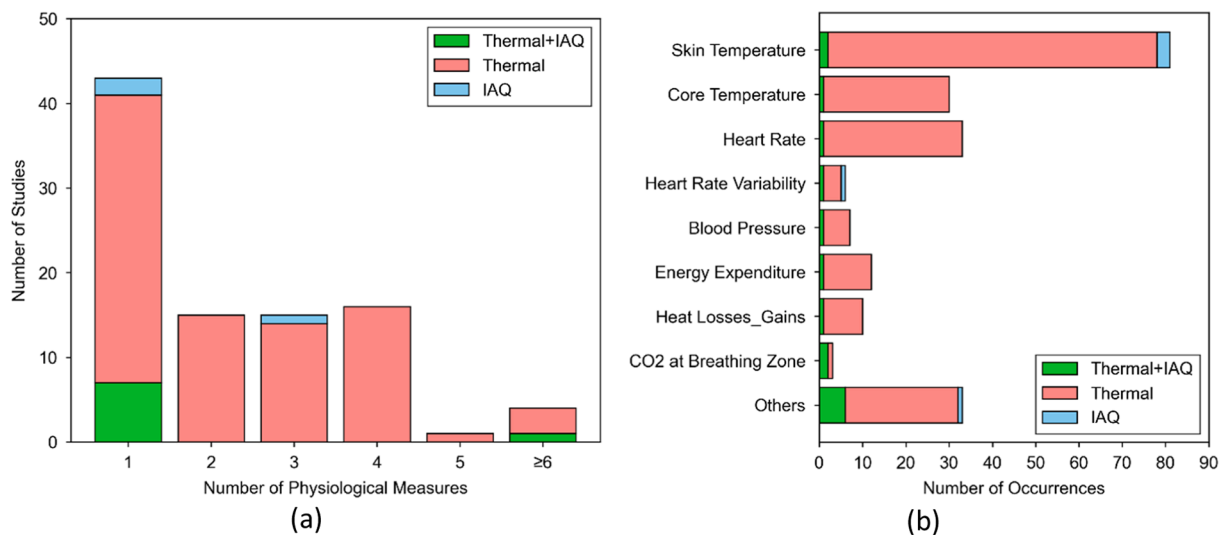 50
40
30
20
10
0
Number of Studies
Thermal+IAQ
Thermal
IAQ
1 2 3 4 5 ≥6
Number of Physiological Measures
(a)
Skin Temperature
Core Temperature
Heart Rate
Heart Rate Variability
Blood Pressure
Energy Expenditure
Heat Losses_Gains
CO2 at Breathing Zone
Others
Thermal+IAQ
Thermal
IAQ
0 10 20 30 40 50 60 70 80 90
Number of Occurrences
(b)